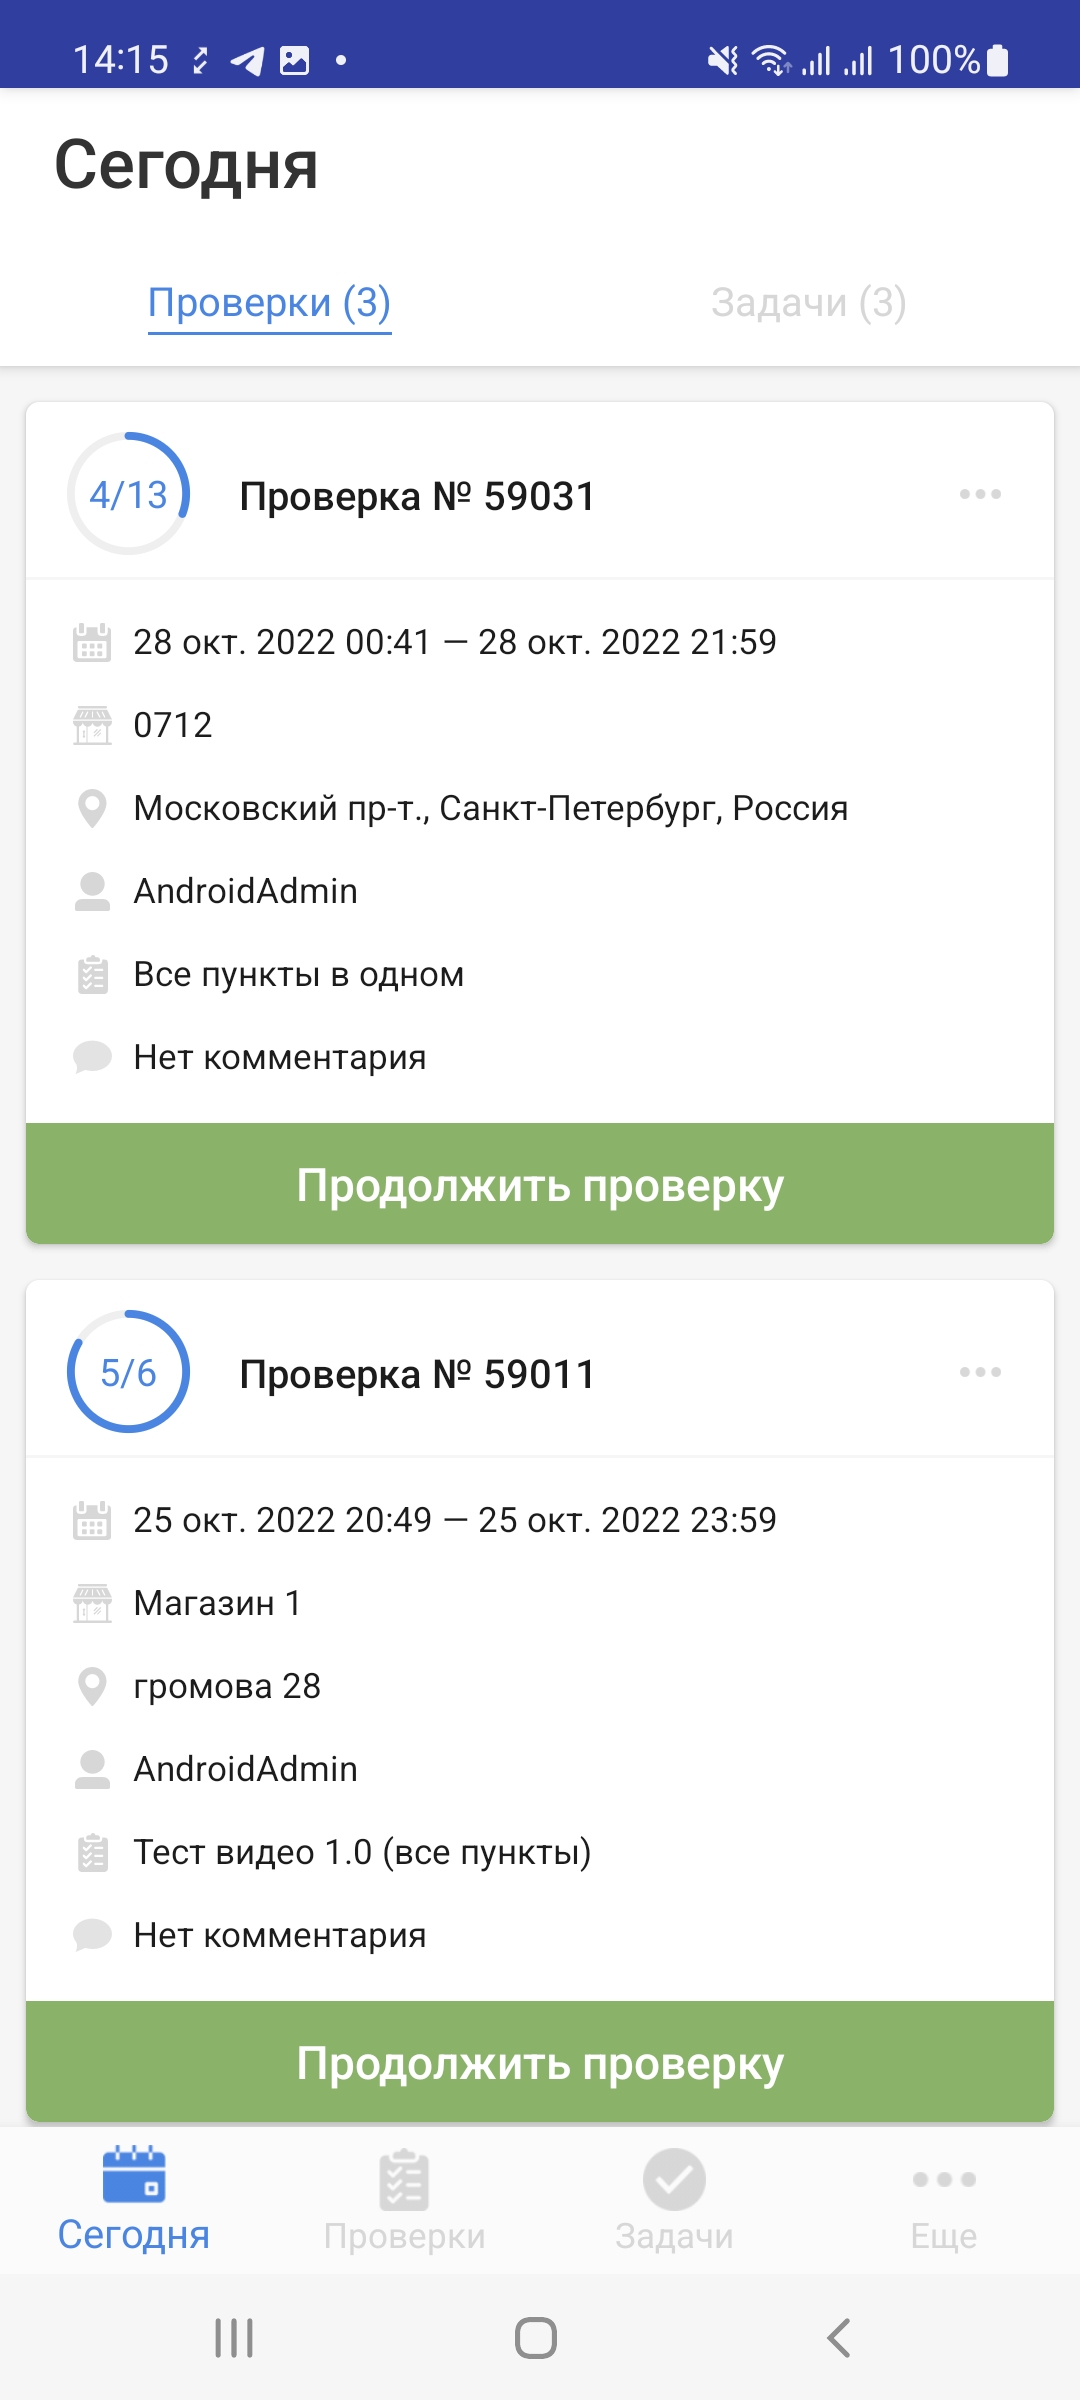 14:15
100%
Сегодня
Проверки (3)
Задачи (3)
4/13
Проверка № 59031
28 окт. 2022 00:41 — 28 окт. 2022 21:59
0712
Московский пр-т., Санкт-Петербург, Россия
AndroidAdmin
Все пункты в одном
Нет комментария
Продолжить проверку
5/6
Проверка № 59011
25 окт. 2022 20:49 — 25 окт. 2022 23:59
Магазин 1
громова 28
AndroidAdmin
Тест видео 1.0 (все пункты)
Нет комментария
Продолжить проверку
Сегодня
Проверки
Задачи
Еще